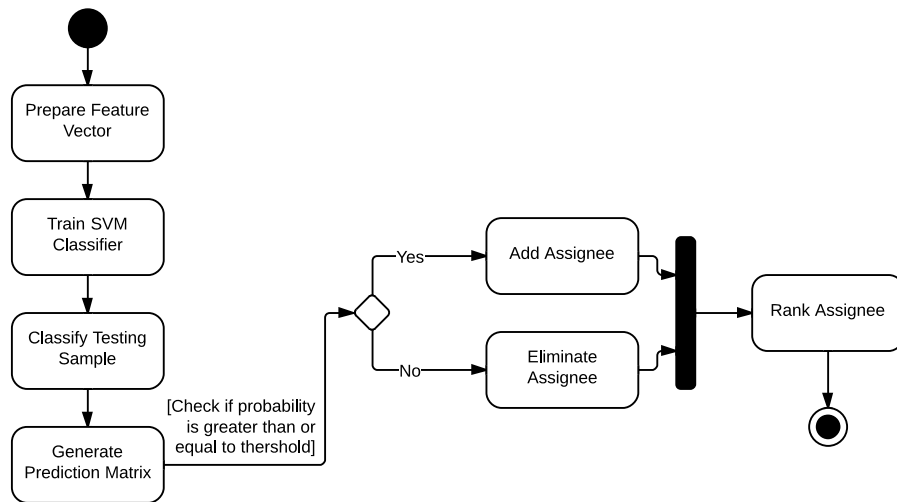 Prepare Feature
Vector
Train SVM
Classifier
Classify Testing
Sample
Generate
Prediction Matrix
[Check if probability
is greater than or
equal to thershold]
Yes
No
Add Assignee
Eliminate
Assignee
Rank Assignee